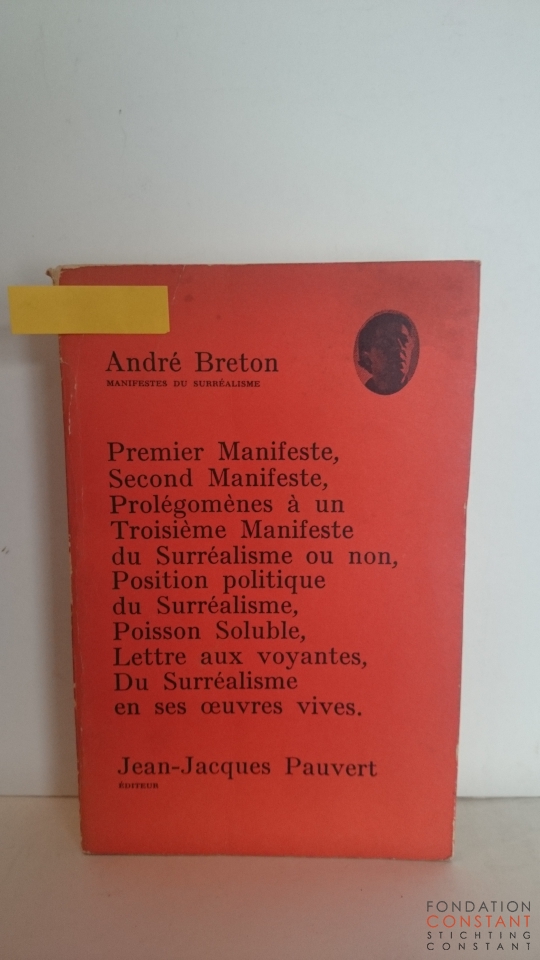 André Breton
MANIFESTES DU SURRÉALISME
Premier Manifeste,
Second Manifeste,
Prolégomènes à un
Troisième Manifeste
du Surréalisme ou non,
Position politique
du Surréalisme,
Poisson Soluble,
Lettre aux voyantes,
Du Surréalisme
en ses œuvres vives.
Jean-Jacques Pauvert
ÉDITEUR
FONDATION
CONSTANT
STICHTING
CONSTANT